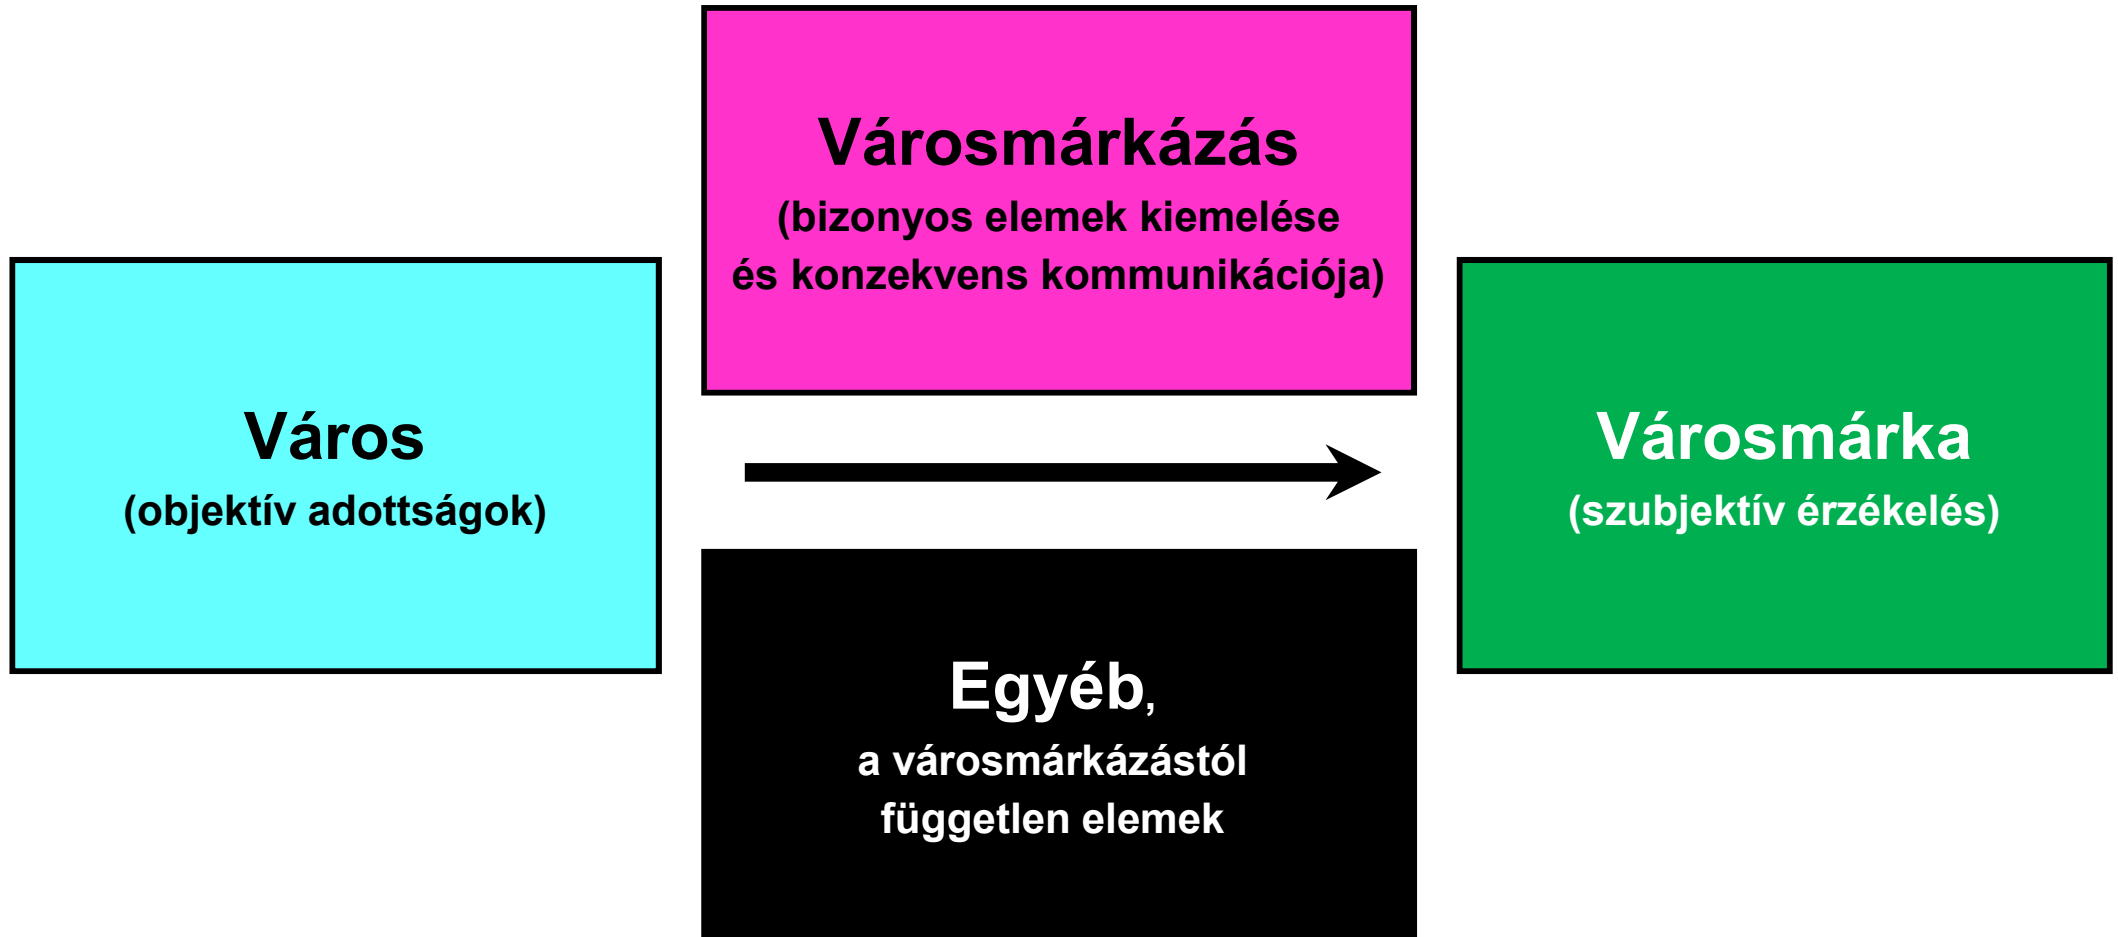 Városmárkázás
(bizonyos elemek kiemelése
és konzekvens kommunikációja)
Város
(objektív adottságok)
Városmárka
(szubjektív érzékelés)
Egyéb,
a városmárkázástól
független elemek